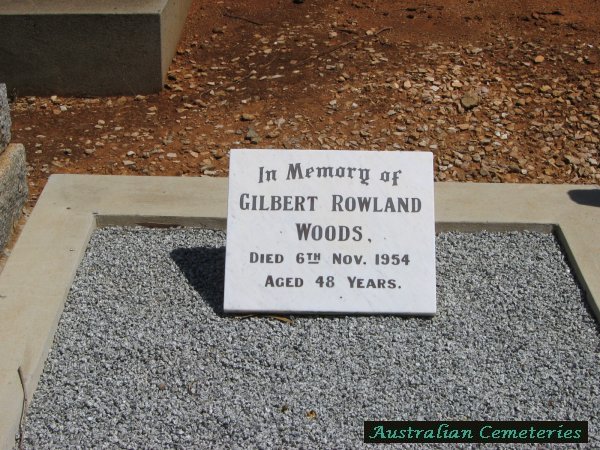 In Memory of
GILBERT ROWLAND
WOODS,
DIED 6TH NOV. 1954
AGED 48 YEARS.
Australian Cemeteries